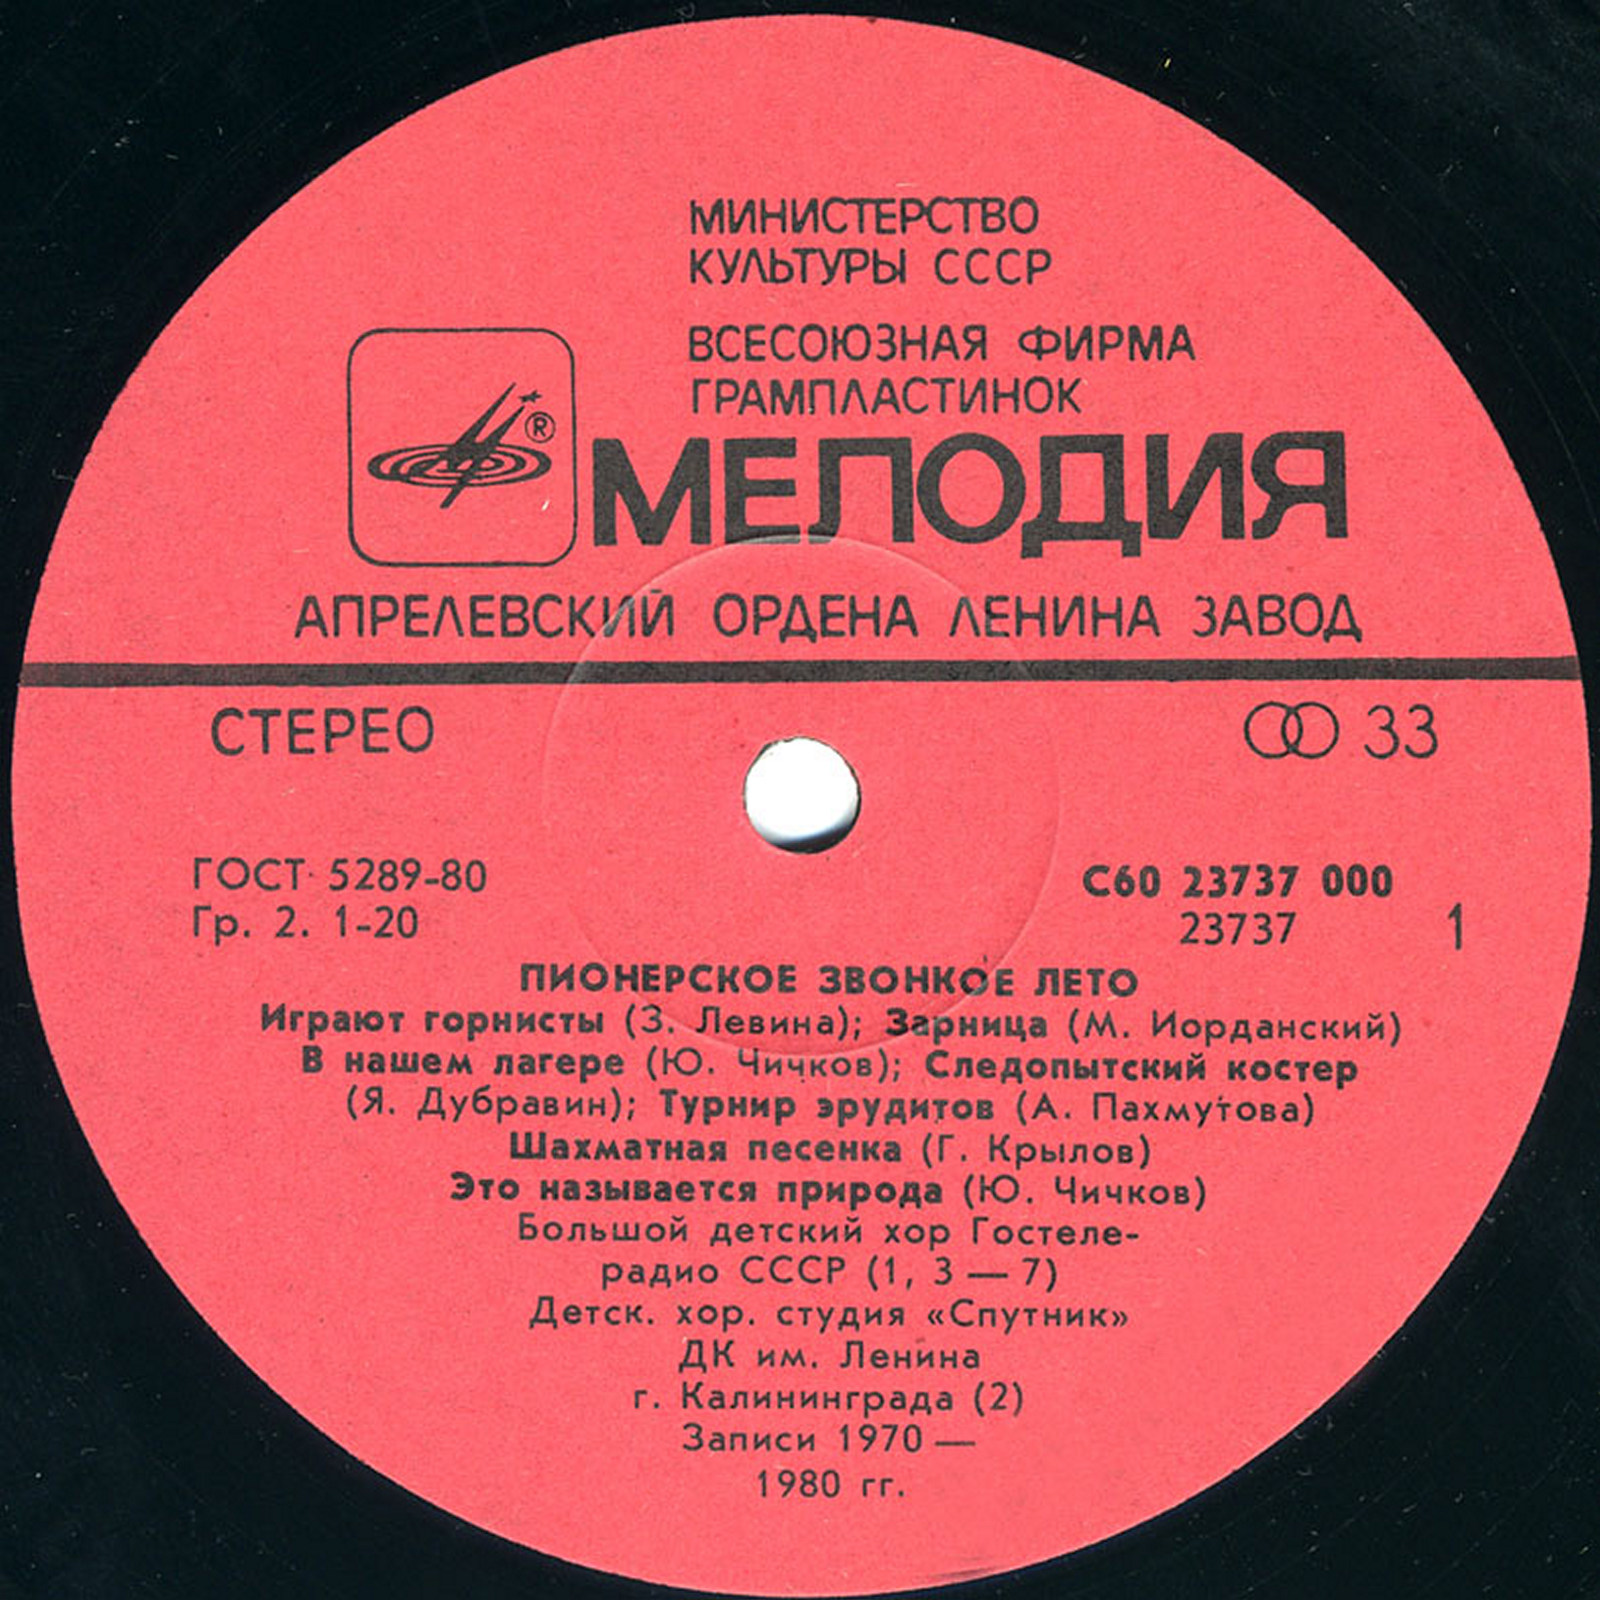 МИНИСТЕРСТВО
КУЛЬТУРЫ СССР
ВСЕСОЮЗНАЯ ФИРМА
ГРАМПЛАСТИНОК
®
МЕЛОДИЯ
АПРЕЛЕВСКИЙ ОРДЕНА ЛЕНИНА ЗАВОД
СТЕРЕО
33
ГОСТ 5289-80
Гр. 2. 1-20
С60 23737 000
23737
1
ПИОНЕРСКОЕ ЗВОНКОЕ ЛЕТО
Играют горнисты (З. Левина); Зарница (М. Иорданский)
В нашем лагере (Ю. Чичков); Следопытский костер
(Я. Дубравин); Турнир эрудитов (А. Пахмутова)
Шахматная песенка (Г. Крылов)
Это называется природа (Ю. Чичков)
Большой детский хор Гостеле-
радио СССР (1, 3 — 7)
Детск. хор. студия «Спутник»
ДК им. Ленина
г. Калининграда (2)
Записи 1970 —
1980 гг.